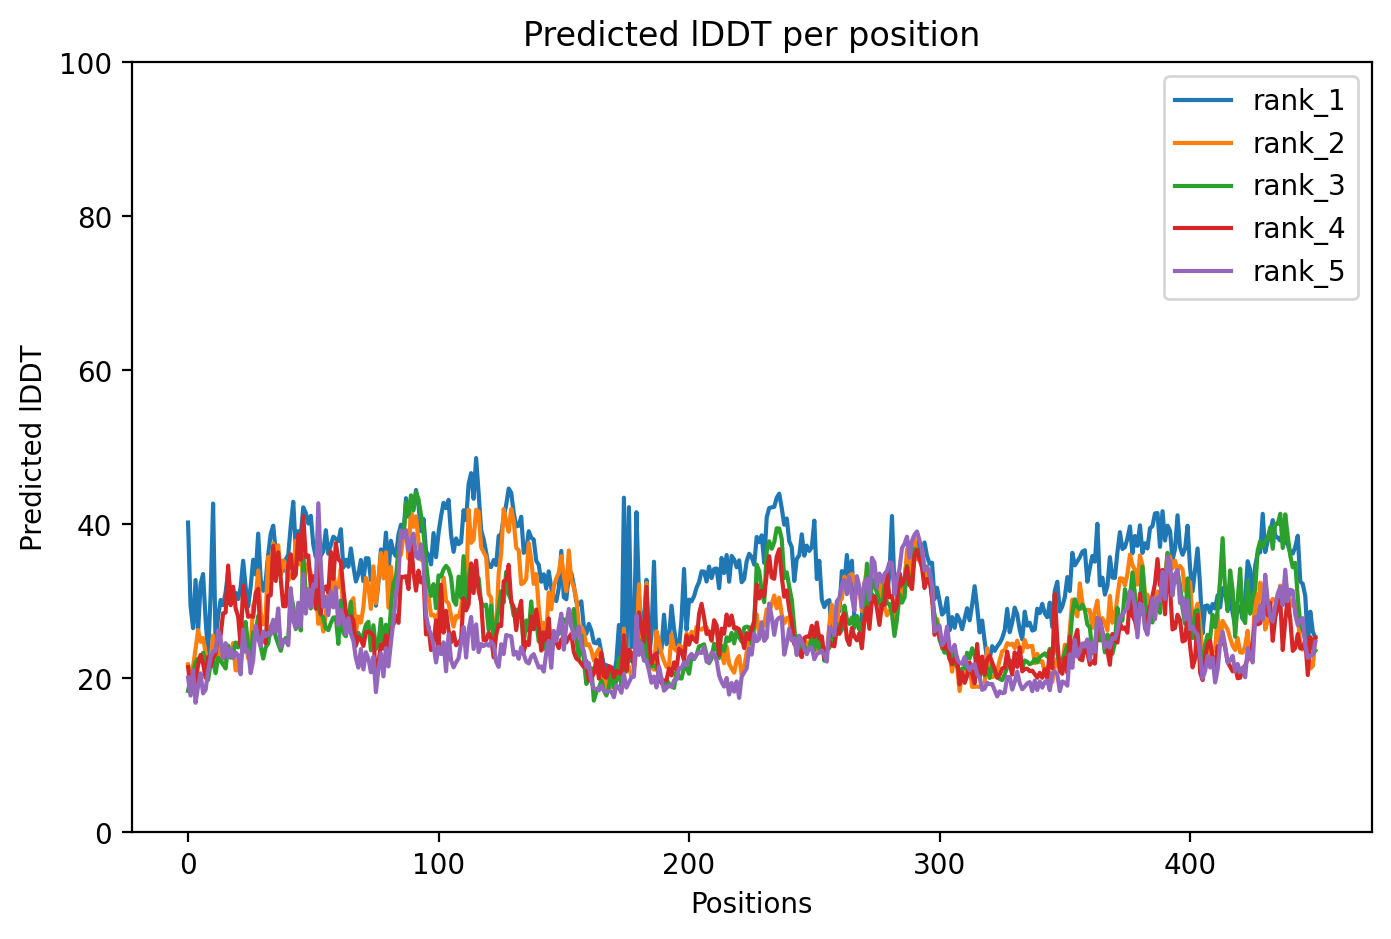 Predicted lDDT per position
100
80
60
40
20
0
Predicted lDDT
0 100 200 300 400
Positions
rank_1
rank_2
rank_3
rank_4
rank_5